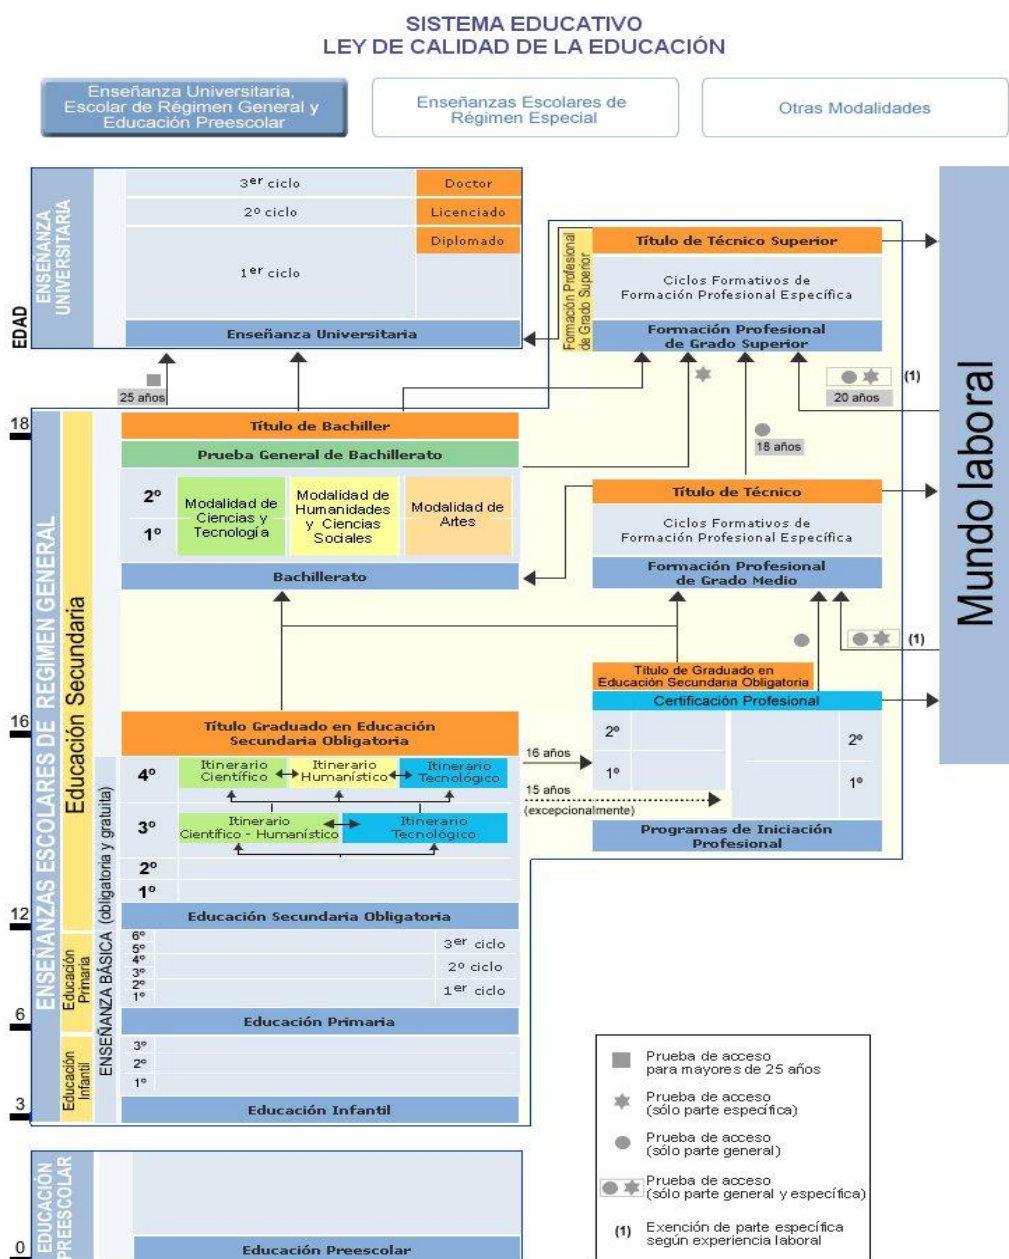 SISTEMA EDUCATIVO
LEY DE CALIDAD DE LA EDUCACIÓN
Enseñanza Universitaria,
Escolar de Régimen General y
Educación Preescolar
Enseñanzas Escolares de
Régimen Especial
Otras Modalidades
EDAD
ENSEÑANZA
UNIVERSITARIA
3er ciclo
Doctor
2º ciclo
Licenciado
Diplomado
1er ciclo
Enseñanza Universitaria
Formación Profesional
de Grado Superior
Título de Técnico Superior
Ciclos Formativos de
Formación Profesional Específica
Formación Profesional
de Grado Superior
Mundo laboral
25 años
(1)
20 años
18 años
18
ENSEÑANZAS ESCOLARES DE REGIMEN GENERAL
Educación Secundaria
Título de Bachiller
Prueba General de Bachillerato
2º
1º
Modalidad de
Ciencias y
Tecnología
Modalidad de
Humanidades
y Ciencias
Sociales
Modalidad de
Artes
Bachillerato
Título de Técnico
Ciclos Formativos de
Formación Profesional Específica
Formación Profesional
de Grado Medio
(1)
Título de Graduado en
Educación Secundaria Obligatoria
Certificación Profesional
2º
1º
2º
1º
Programas de Iniciación
Profesional
16 años
15 años
(excepcionalmente)
16
Título Graduado en Educación
Secundaria Obligatoria
ENSEÑANZA BÁSICA (obligatoria y gratuita)
4º
Itinerario
Científico
Itinerario
Humanístico
Itinerario
Tecnológico
3º
Itinerario
Científico - Humanístico
Itinerario
Tecnológico
2º
1º
Educación Secundaria Obligatoria
12
Educación
Primaria
6º
5º
4º
3º
2º
1º
3er ciclo
2º ciclo
1er ciclo
Educación Primaria
6
Educación
Infantil
3º
2º
1º
Educación Infantil
3
EDUCACIÓN
PREESCOLAR
Educación Preescolar
0
Prueba de acceso
para mayores de 25 años
Prueba de acceso
(sólo parte específica)
Prueba de acceso
(sólo parte general)
Prueba de acceso
(sólo parte general y específica)
(1) Exención de parte específica
según experiencia laboral